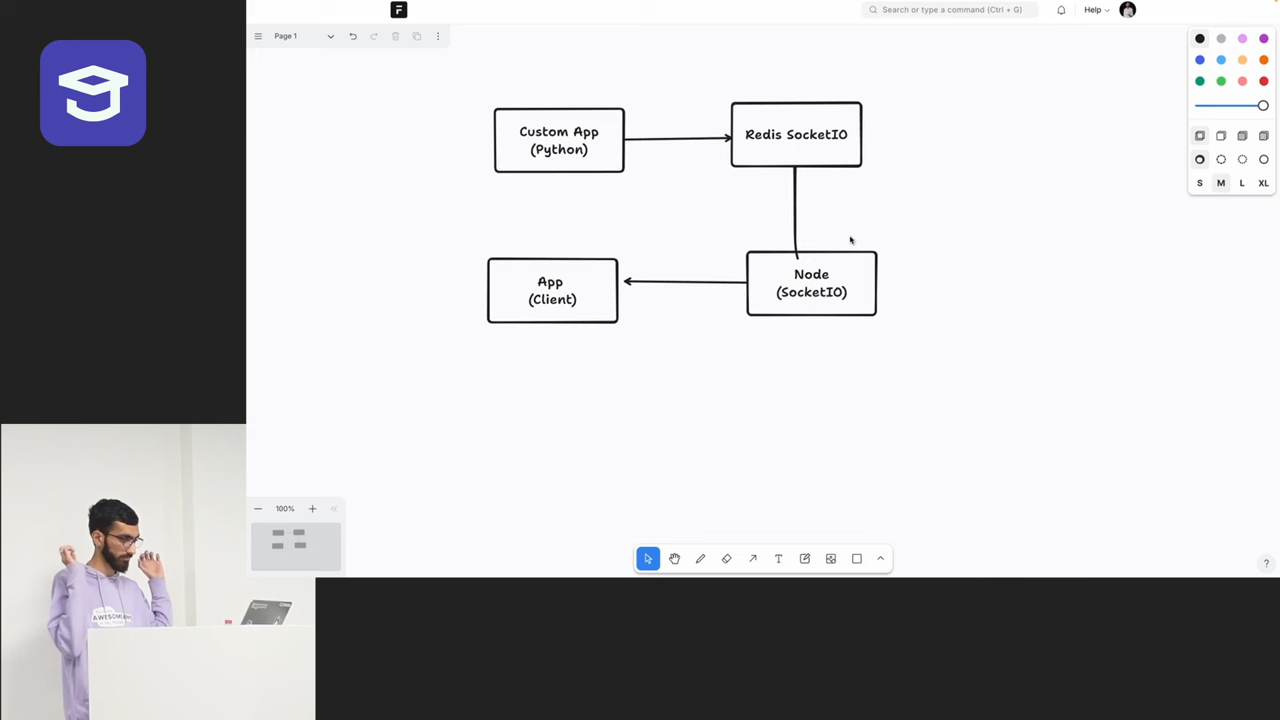 F
Search or type a command (Ctrl + G)
Help
Page 1
Custom App
(Python)
Redis SocketIO
App
(Client)
Node
(SocketIO)
S M L XL
100%
T
?
AWESOME